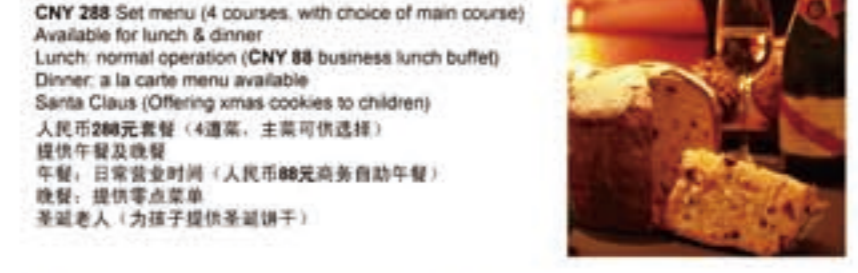 CNY 288 Set menu (4 courses, with choice of main course)
Available for lunch & dinner
Lunch: normal operation (CNY 88 business lunch buffet)
Dinner: a la carte menu available
Santa Claus (Offering xmas cookies to children)
人民币288元套餐（4道菜，主菜可供选择）
提供午餐及晚餐
午餐：日常营业时间（人民币88元商务自助午餐）
晚餐：提供零点菜单
圣诞老人（为孩子提供圣诞饼干）